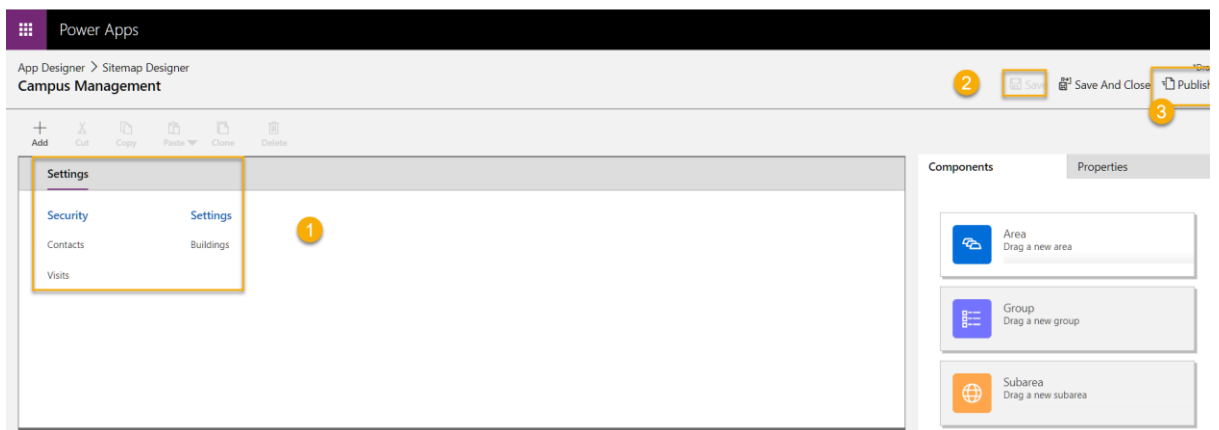 Power Apps
App Designer > Sitemap Designer
Campus Management
2
Save
Save And Close
Publish
3
Add
Cut
Copy
Paste
Clone
Delete
Settings
Security
Settings
Contacts
Buildings
Visits
1
Components
Properties
Area
Drag a new area
Group
Drag a new group
Subarea
Drag a new subarea